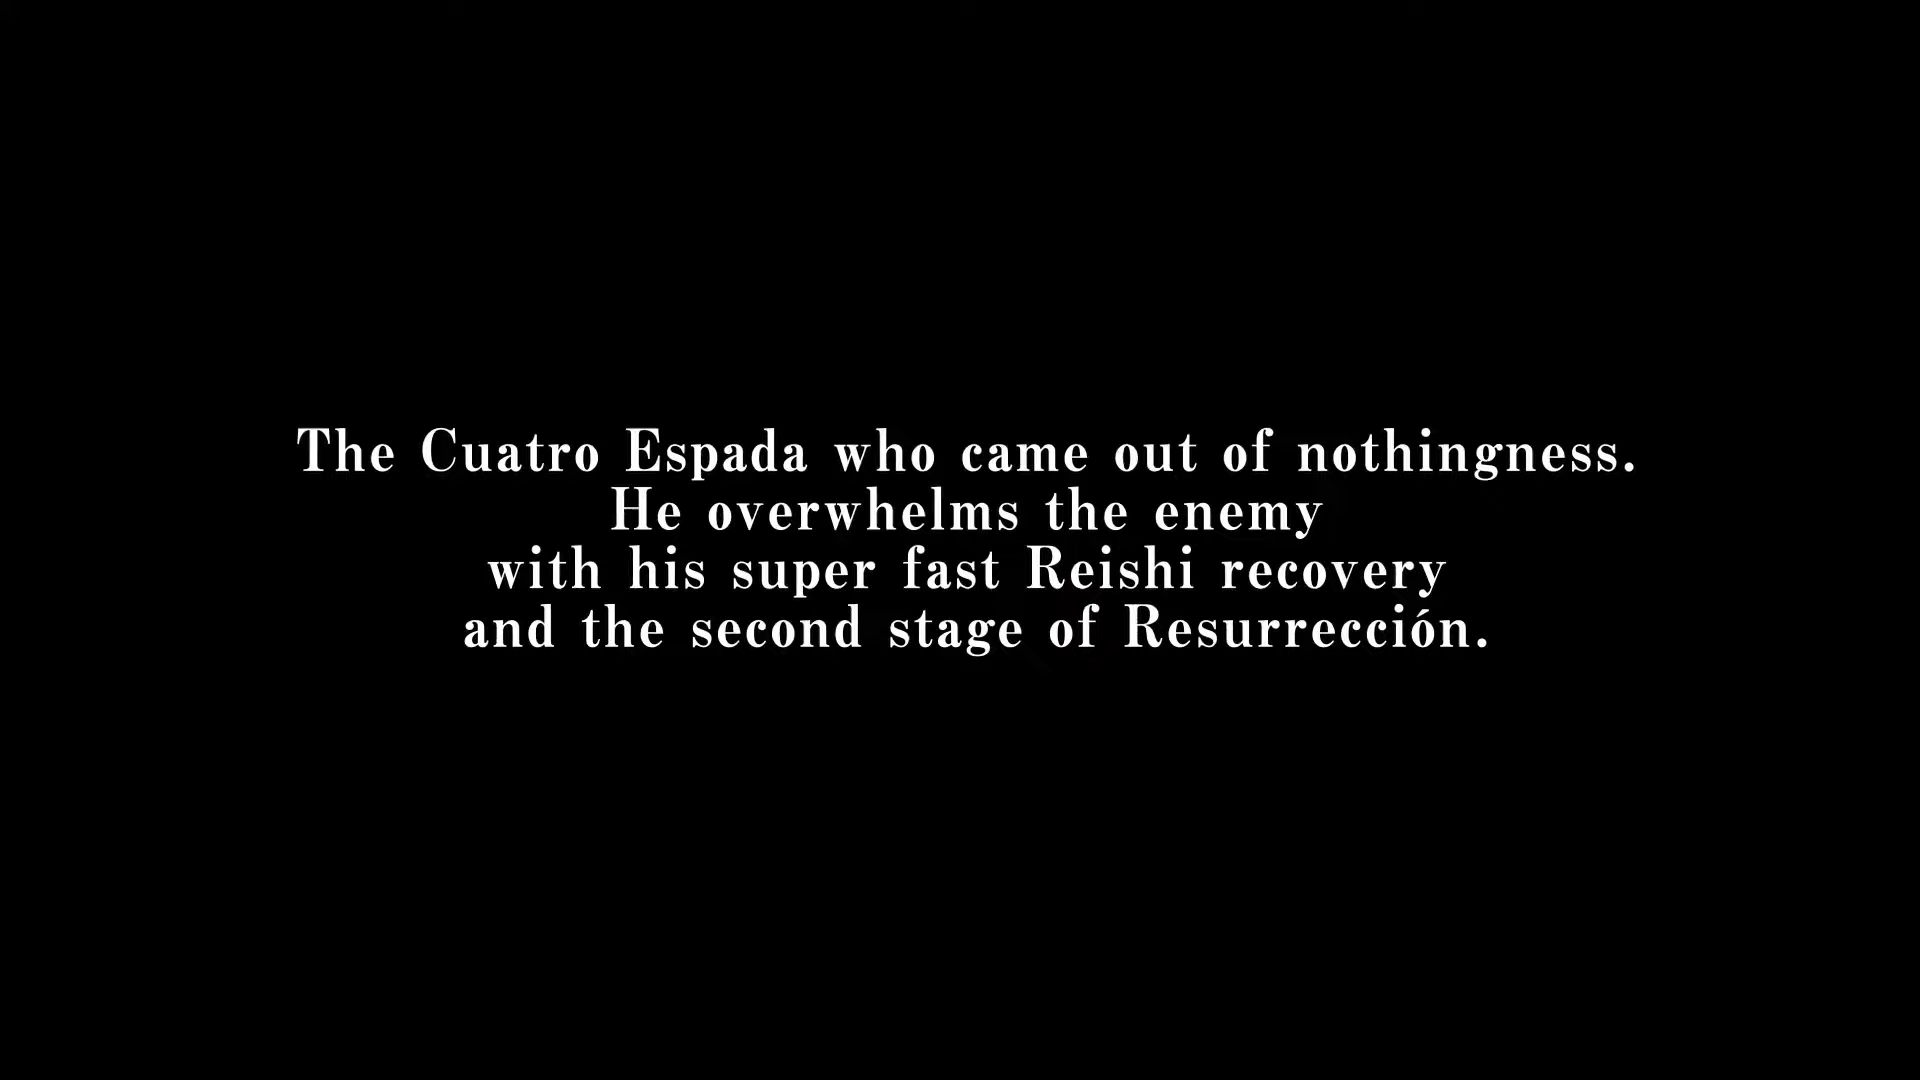 The Cuatro Espada who came out of nothingness.
He overwhelms the enemy
with his super fast Reishi recovery
and the second stage of Resurrección.